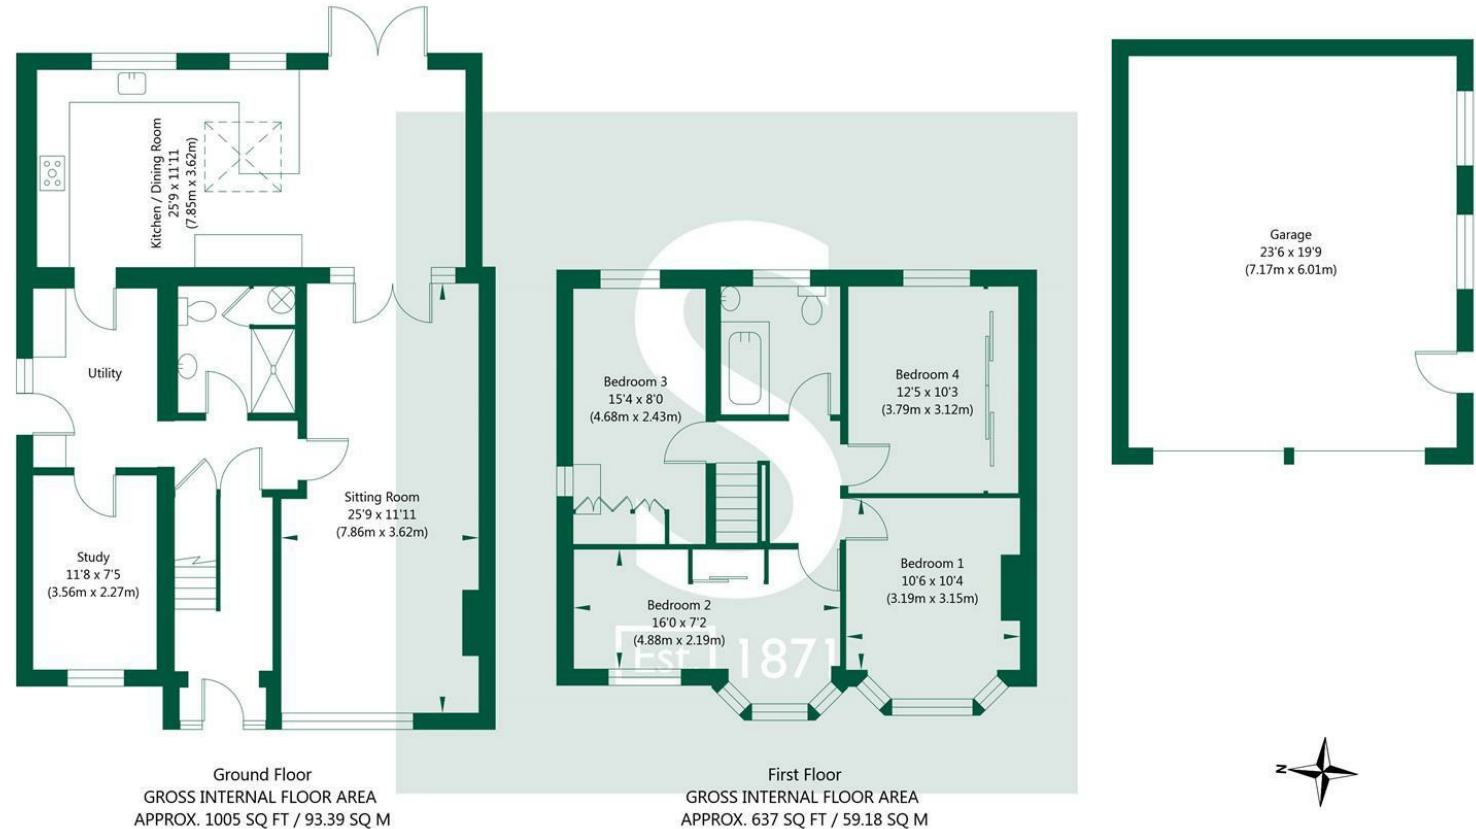 Kitchen / Dining Room
25'9 x 11'11
(7.85m x 3.62m)
Utility
Sitting Room
25'9 x 11'11
(7.86m x 3.62m)
Study
11'8 x 7'5
(3.56m x 2.27m)
Ground Floor
GROSS INTERNAL FLOOR AREA
APPROX. 1005 SQ FT / 93.39 SQ M
Bedroom 3
15'4 x 8'0
(4.68m x 2.43m)
Bedroom 4
12'5 x 10'3
(3.79m x 3.12m)
Bedroom 2
16'0 x 7'2
(4.88m x 2.19m)
Bedroom 1
10'6 x 10'4
(3.19m x 3.15m)
S
Est. 1871
First Floor
GROSS INTERNAL FLOOR AREA
APPROX. 637 SQ FT / 59.18 SQ M
Garage
23'6 x 19'9
(7.17m x 6.01m)
N